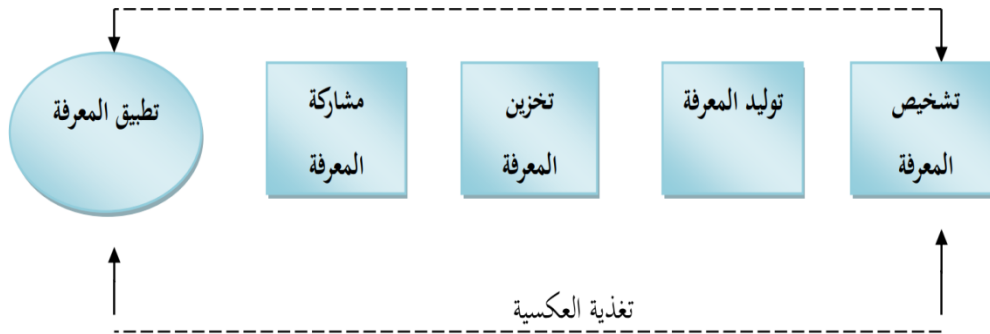 تشخيص
المعرفة
توليد المعرفة
تخزين
المعرفة
مشاركة
المعرفة
تطبيق المعرفة
تغذية العكسية